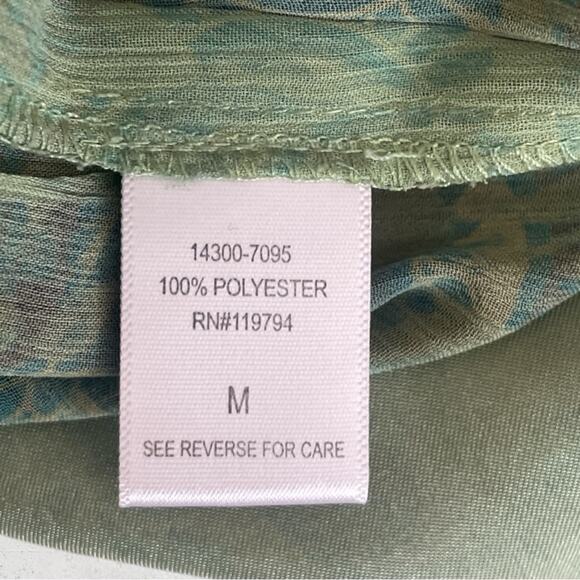 14300-7095
100% POLYESTER
RN#119794
M
SEE REVERSE FOR CARE